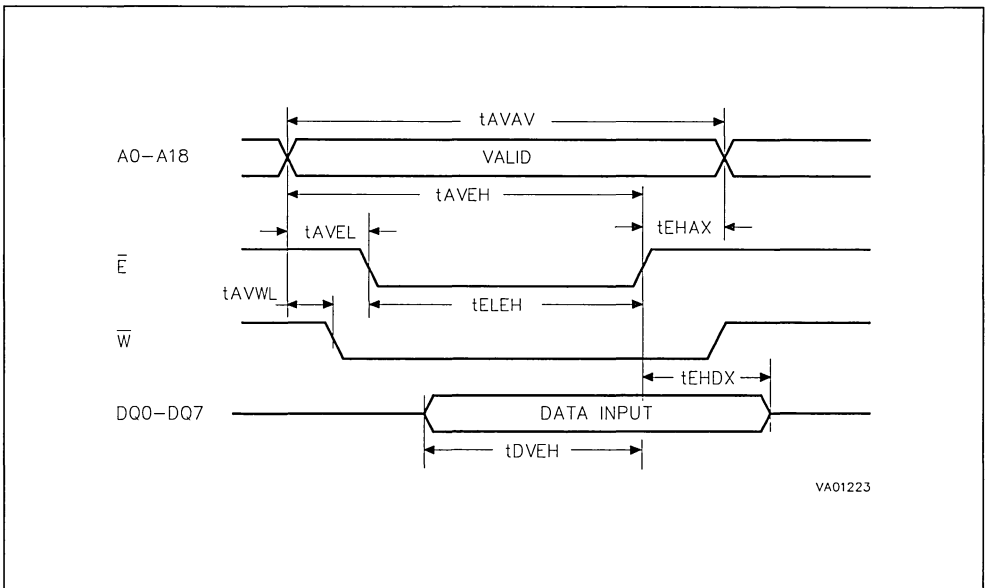 tAVAV
A0-A18
VALID
tAVEH
tAVEL
tEHAX
E̅
tAVWL
tELEH
W̅
tEHDX
DQ0-DQ7
DATA INPUT
tDVEH
VA01223